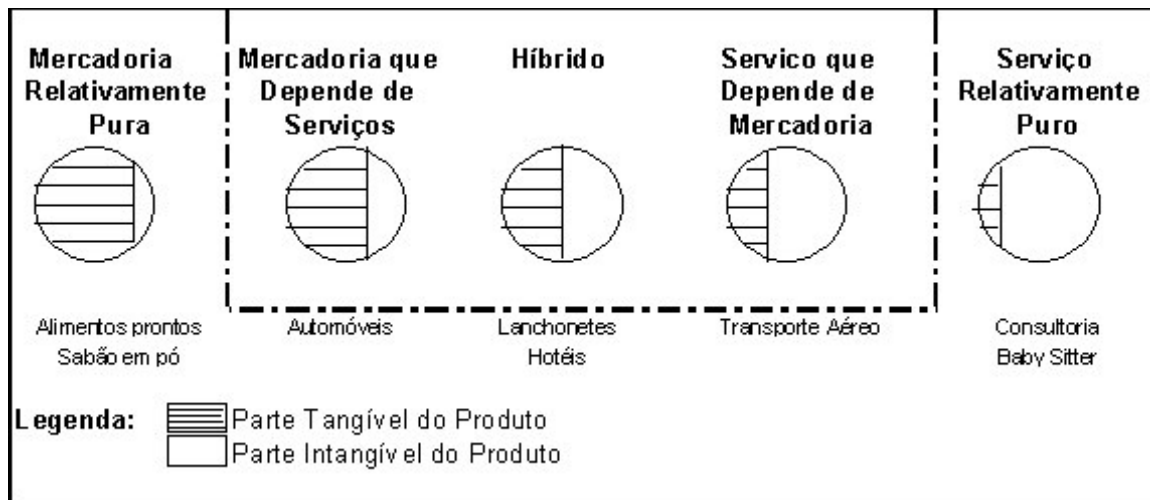 Mercadoria
Relativamente
Pura
Mercadoria que
Depende de
Serviços
Híbrido
Servico que
Depende de
Mercadoria
Serviço
Relativamente
Puro
Alimentos prontos
Sabão em pó
Automóveis
Lanchonetes
Hotéis
Transporte Aéreo
Consultoria
Baby Sitter
Legenda:
Parte Tangível do Produto
Parte Intangível do Produto